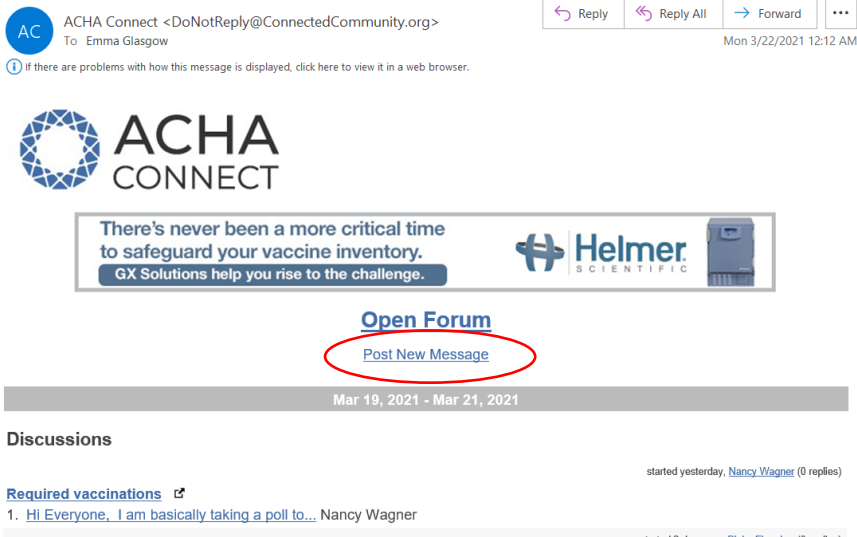 AC
ACHA Connect <DoNotReply@ConnectedCommunity.org>
To Emma Glasgow
Reply
Reply All
Forward
Mon 3/22/2021 12:12 AM
If there are problems with how this message is displayed, click here to view it in a web browser.
ACHA
CONNECT
There's never been a more critical time
to safeguard your vaccine inventory.
GX Solutions help you rise to the challenge.
Helmer
SCIENTIFIC
Open Forum
Post New Message
Mar 19, 2021 - Mar 21, 2021
Discussions
started yesterday, Nancy Wagner (0 replies)
Required vaccinations
1. Hi Everyone, I am basically taking a poll to... Nancy Wagner